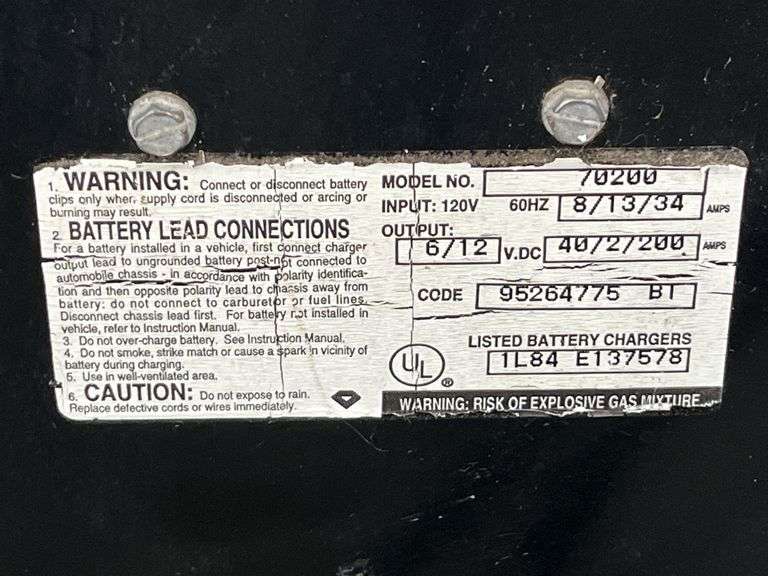 1. WARNING: Connect or disconnect battery
clips only when supply cord is disconnected or arcing or
burning may result.
2. BATTERY LEAD CONNECTIONS
For a battery installed in a vehicle, first connect charger
output lead to ungrounded battery post not connected to
automobile chassis - in accordance with polarity identifica-
tion and then opposite polarity lead to chassis away from
battery: do not connect to carburetor or fuel lines.
Disconnect chassis lead first. For battery not installed in
vehicle, refer to Instruction Manual.
3. Do not over-charge battery. See Instruction Manual.
4. Do not smoke, strike match or cause a spark in vicinity of
battery during charging.
5. Use in well-ventilated area.
6. CAUTION: Do not expose to rain.
Replace defective cords or wires immediately.
MODEL NO. 70200
INPUT: 120V 60HZ 8/13/34 AMPS
OUTPUT:
6/12 V.DC 40/2/200 AMPS
CODE 95264775 BT
LISTED BATTERY CHARGERS
UL ® 1L84 E137578
WARNING: RISK OF EXPLOSIVE GAS MIXTURE